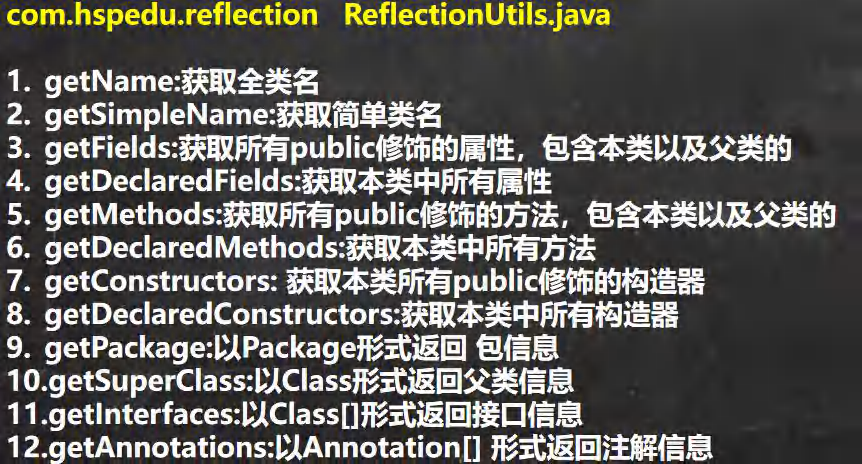 com.hspedu.reflection ReflectionUtils.java
1. getName:获取全类名
2. getSimpleName:获取简单类名
3. getFields:获取所有public修饰的属性，包含本类以及父类的
4. getDeclaredFields:获取本类中所有属性
5. getMethods:获取所有public修饰的方法，包含本类以及父类的
6. getDeclaredMethods:获取本类中所有方法
7. getConstructors: 获取本类所有public修饰的构造器
8. getDeclaredConstructors:获取本类中所有构造器
9. getPackage:以Package形式返回 包信息
10.getSuperClass:以Class形式返回父类信息
11.getInterfaces:以Class[]形式返回接口信息
12.getAnnotations:以Annotation[] 形式返回注解信息